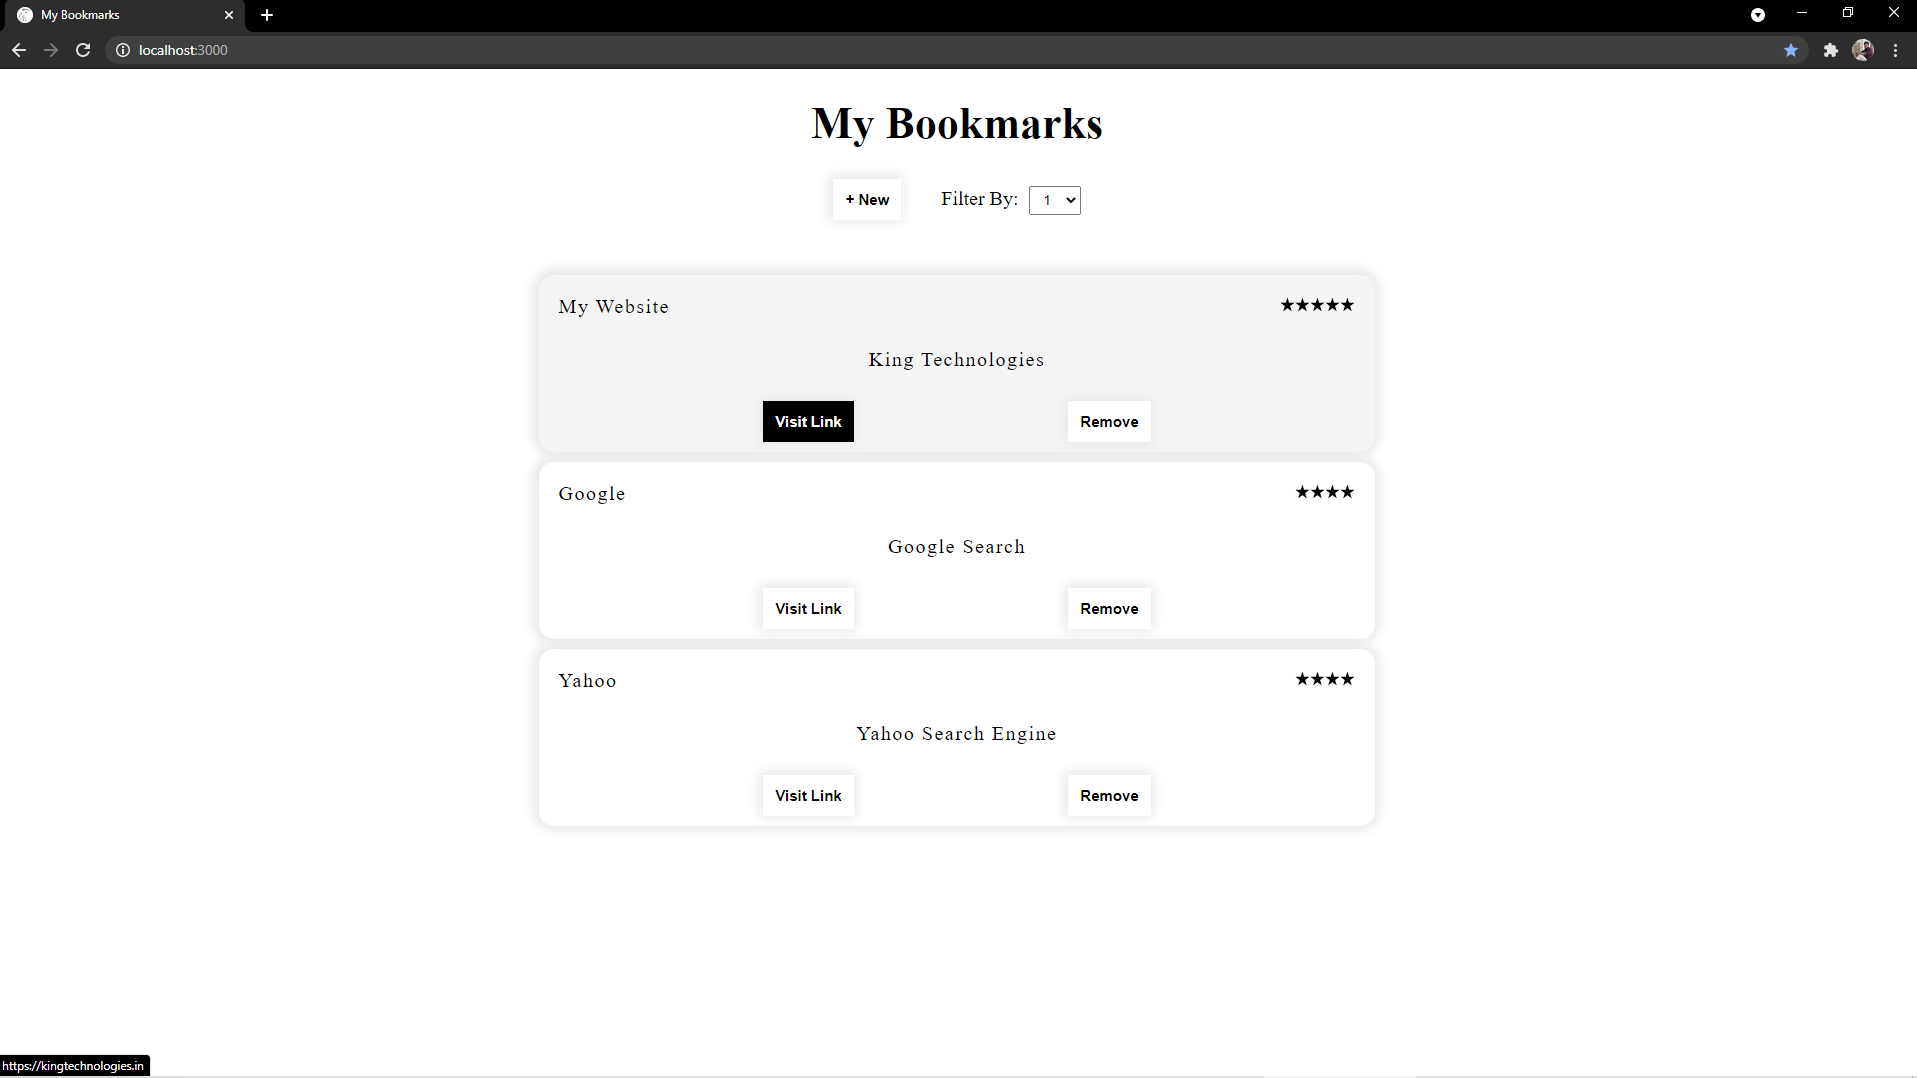 My Bookmarks
localhost:3000
My Bookmarks
+ New Filter By: 1
My Website ★★★★★
King Technologies
Visit Link Remove
Google ★★★★
Google Search
Visit Link Remove
Yahoo ★★★★
Yahoo Search Engine
Visit Link Remove
https://kingtechnologies.in